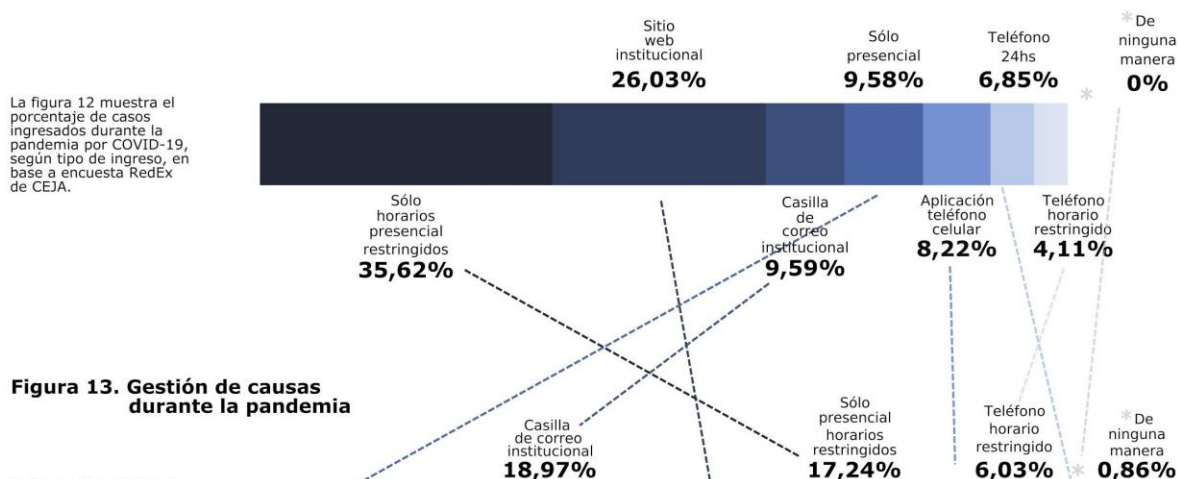 Sitio
web
institucional
26,03%
Sólo
presencial
9,58%
Teléfono
24hs
6,85%
*De
ninguna
manera
0%
La figura 12 muestra el
porcentaje de casos
ingresados durante la
pandemia por COVID-19,
según tipo de ingreso, en
base a encuesta RedEx
de CEJA.
*
Sólo
horarios
presencial
restringidos
35,62%
Casilla
de
correo
institucional
9,59%
Aplicación
teléfono
celular
8,22%
Teléfono
horario
restringido
4,11%
Figura 13. Gestión de causas
durante la pandemia
Casilla
de correo
institucional
18,97%
Sólo
presencial
horarios
restringidos
17,24%
Teléfono
horario
restringido
6,03%
*De
ninguna
manera
* 0,86%